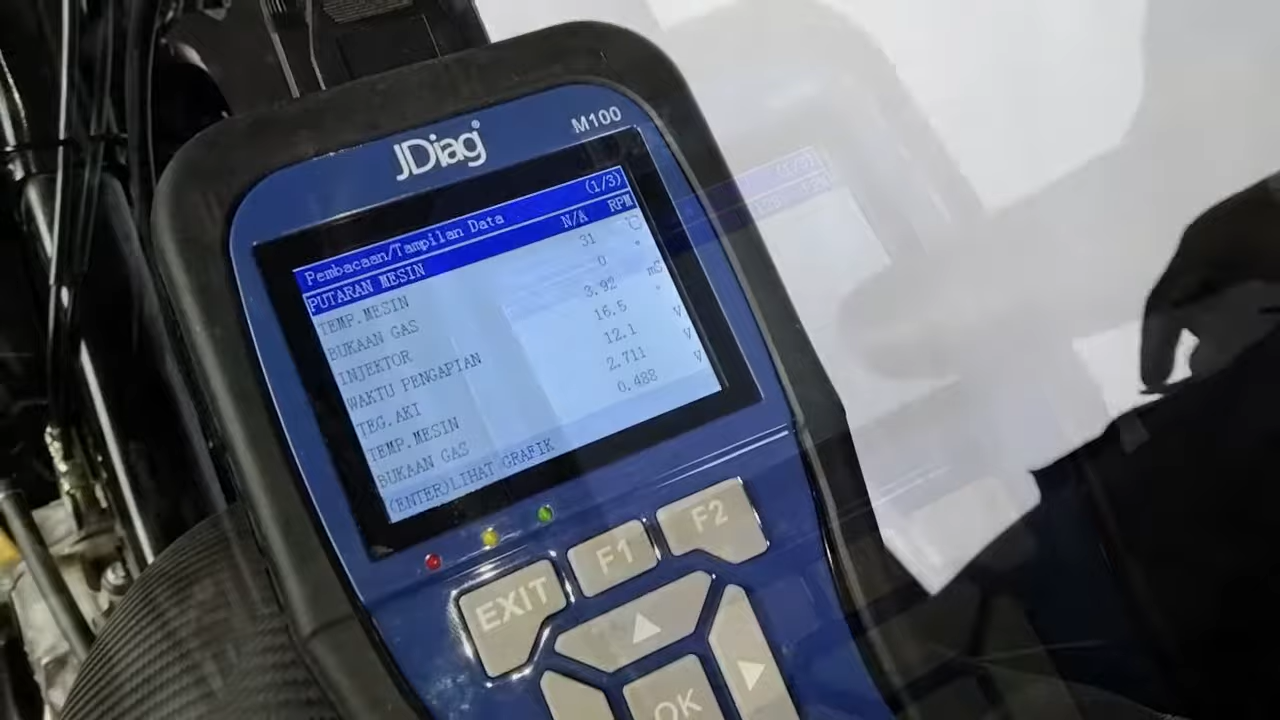 JDiag®
M100
Pembacaan/Tampilan Data (1/3)
PUTARAN MESIN N/A RPM
TEMP.MESIN 31 ℃
BUKAAN GAS 0 °
INJEKTOR 3.92 mS
WAKTU PENGAPIAN 16.5 °
TEG.AKI 12.1 V
TEMP.MESIN 2.711 V
BUKAAN GAS 0.488 V
(ENTER)LIHAT GRAFIK
EXIT
F1
F2
OK